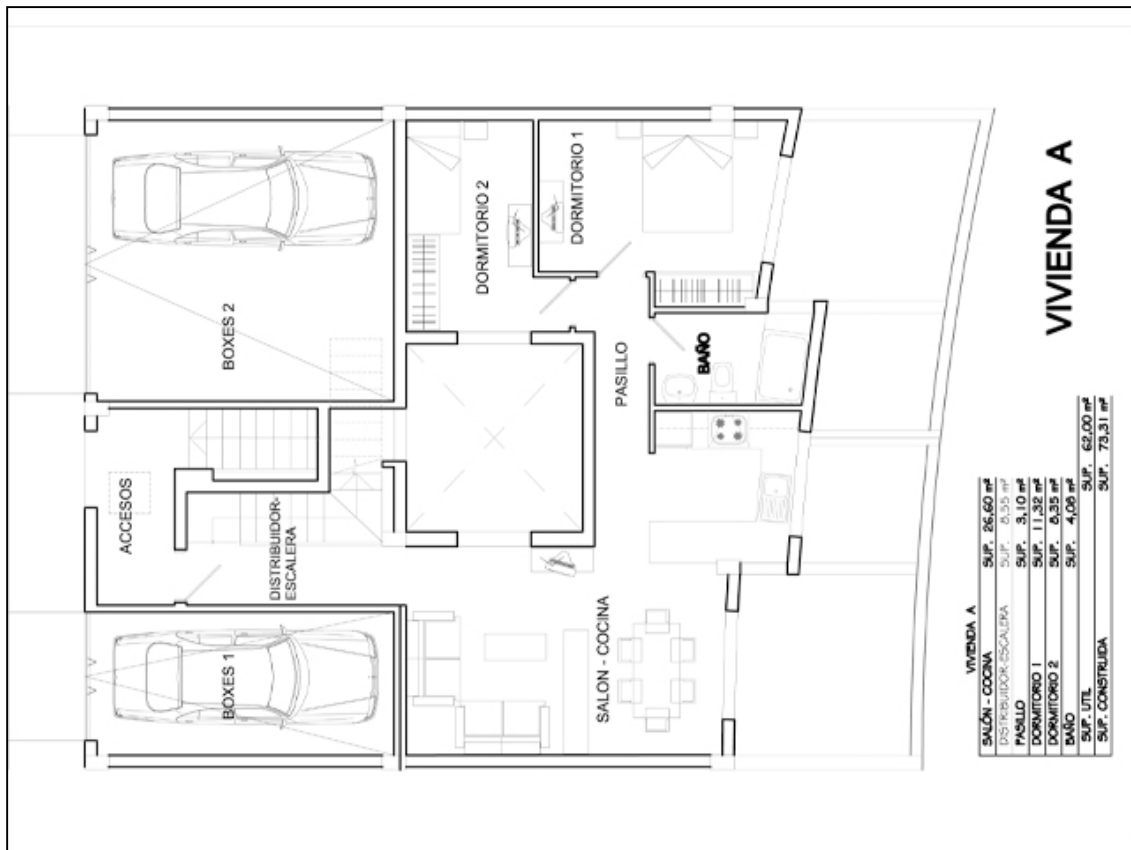 VIVIENDA A
BOXES 2
DORMITORIO 2
DORMITORIO 1
ACCESOS
PASILLO
BAÑO
DISTRIBUIDOR-
ESCALERA
BOXES 1
SALON - COCINA
VIVIENDA A
SALÓN - COCINA SUP. 26,60 m²
DISTRIBUIDOR-ESCALERA SUP. 8,55 m²
PASILLO SUP. 3,10 m²
DORMITORIO 1 SUP. 11,32 m²
DORMITORIO 2 SUP. 8,35 m²
BAÑO SUP. 4,08 m²
SUP. UTIL SUP. 62,00 m²
SUP. CONSTRUIDA SUP. 73,31 m²